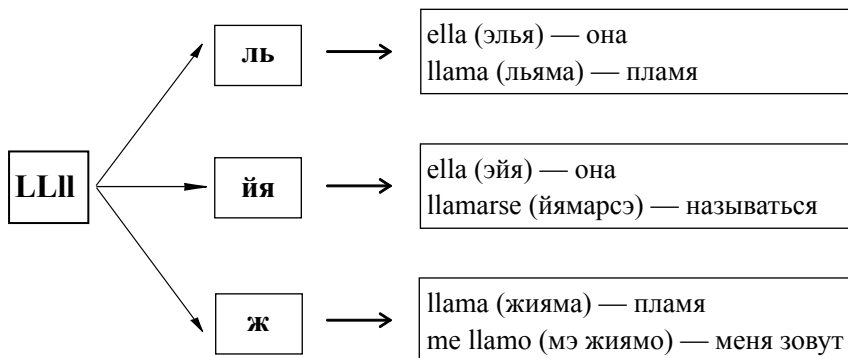 LLll
ль
ella (элья) — она
llama (льяма) — пламя
йя
ella (эйя) — она
llamarse (йямарсэ) — называться
ж
llama (жияма) — пламя
me llamo (мэ жиямо) — меня зовут